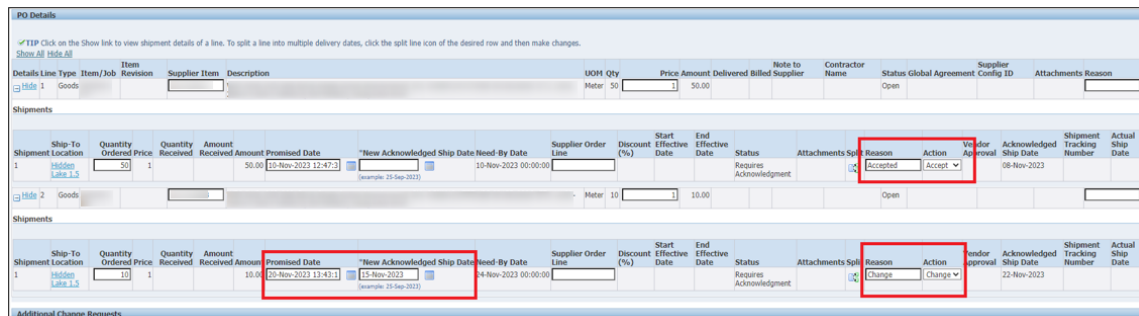 PO Details
TIP Click on the Show link to view shipment details of a line. To split a line into multiple delivery dates, click the split line icon of the desired row and then make changes.
Show All Hide All
Details Line Type Item/Job Item Revision Supplier Item Description UOM Qty Price Amount Delivered Billed Note to Supplier Contractor Name Status Global Agreement Supplier Config ID Attachments Reason
Hide 1 Goods Meter 50 1 50.00 Open
Shipments
Shipment Ship-To Location Quantity Ordered Price Quantity Received Amount Received Amount Promised Date *New Acknowledged Ship Date Need-By Date Supplier Order Line Discount (%) Start Effective Date End Effective Date Status Attachments Split Reason Action Vendor Approval Acknowledged Ship Date Shipment Tracking Number Actual Ship Date
1 Hidden Lake 1.5 50 1 50.00 10-Nov-2023 12:47:3 10-Nov-2023 00:00:00 Requires Acknowledgment Accepted Accept 08-Nov-2023
(example: 25-Sep-2023)
Hide 2 Goods Meter 10 1 10.00 Open
Shipments
Shipment Ship-To Location Quantity Ordered Price Quantity Received Amount Received Amount Promised Date *New Acknowledged Ship Date Need-By Date Supplier Order Line Discount (%) Start Effective Date End Effective Date Status Attachments Split Reason Action Vendor Approval Acknowledged Ship Date Shipment Tracking Number Actual Ship Date
1 Hidden Lake 1.5 10 1 10.00 20-Nov-2023 13:43:1 15-Nov-2023 24-Nov-2023 00:00:00 Requires Acknowledgment Change Change 22-Nov-2023
(example: 25-Sep-2023)
Additional Change Requests